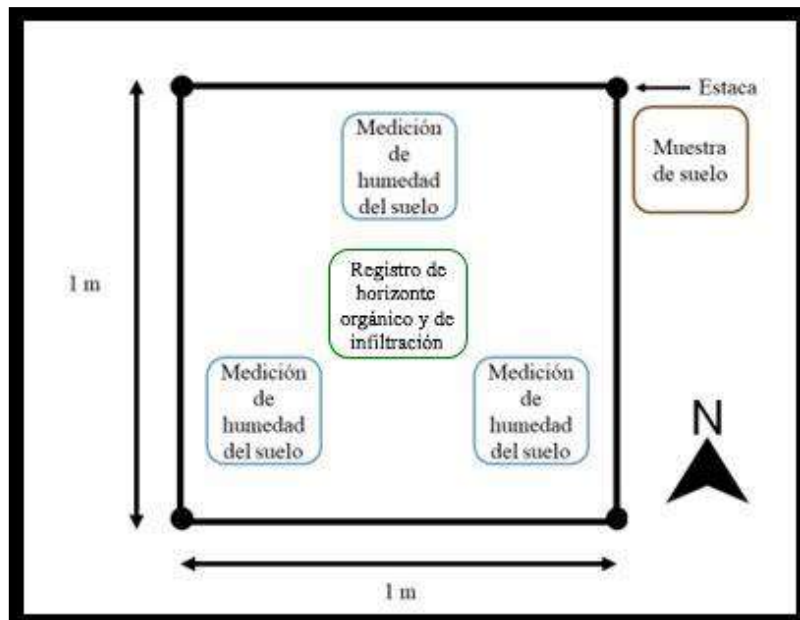 Estaca
Medición
de
humedad
del suelo
Muestra
de suelo
1 m
Registro de
horizonte
orgánico y de
infiltración
Medición
de
humedad
del suelo
Medición
de
humedad
del suelo
N
1 m